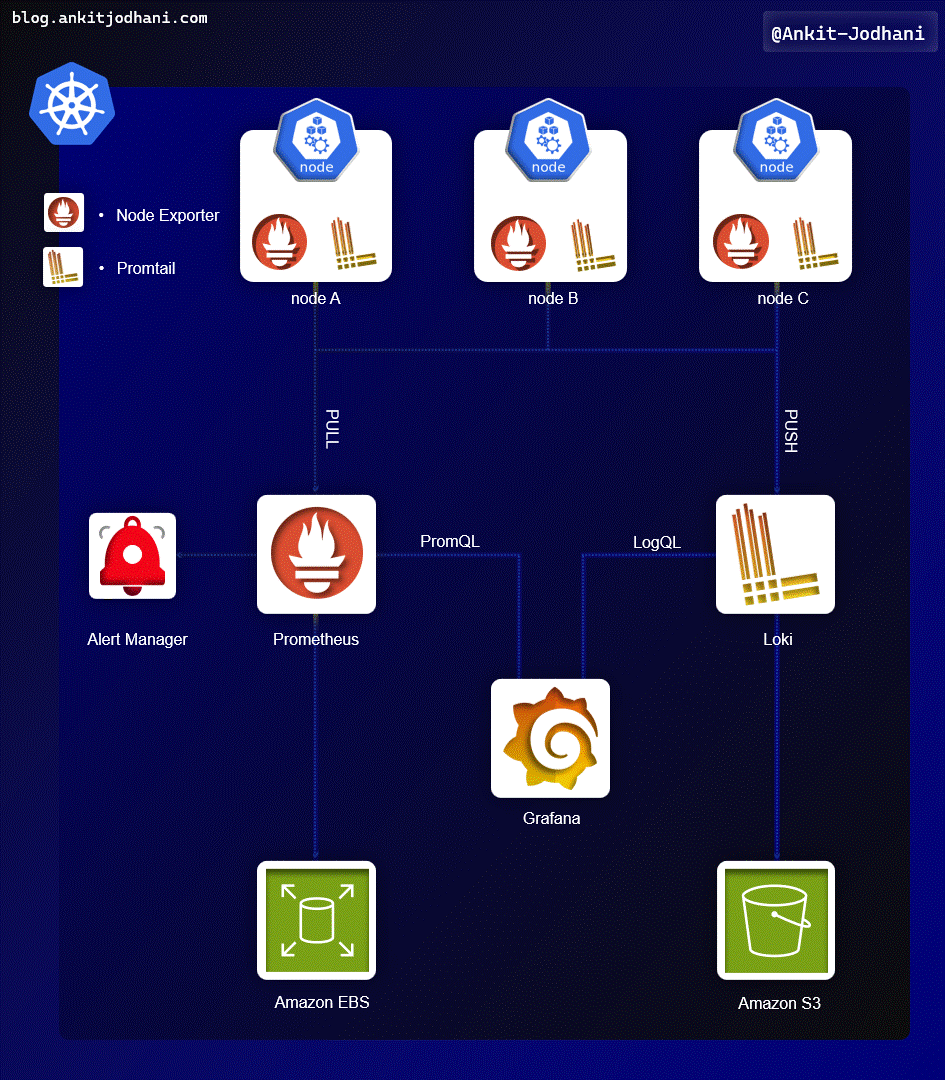 blog.ankitjodhani.com
@Ankit-Jodhani
node
node
node
Node Exporter
Promtail
node A
node B
node C
PULL
PUSH
PromQL
LogQL
Alert Manager
Prometheus
Loki
Grafana
Amazon EBS
Amazon S3